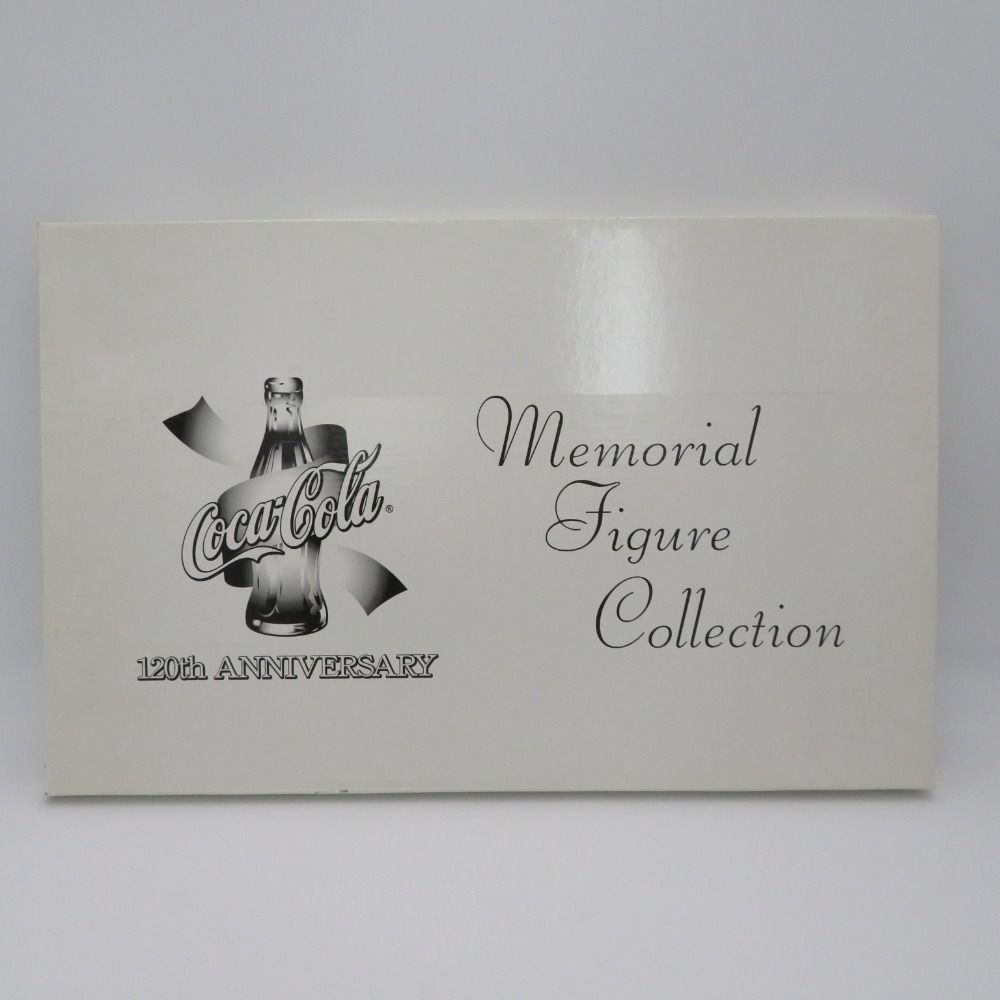 Coca-Cola®
120th ANNIVERSARY
Memorial
Figure
Collection